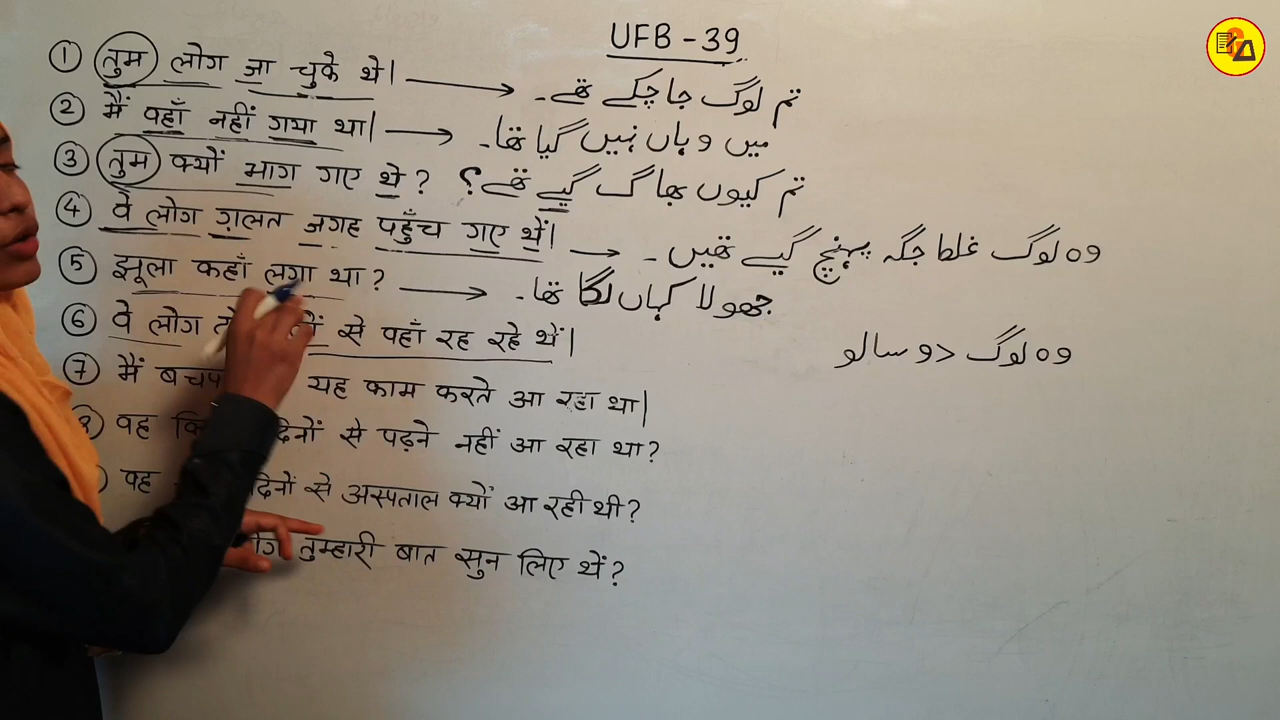 UFB - 39
① तुम लोग जा चुके थे। → تم لوگ جا چکے تھے۔
② मैं वहाँ नहीं गया था। → میں وہاں نہیں گیا تھا۔
③ तुम क्यों भाग गए थे? تم کیوں بھاگ گیے تھے؟
④ वे लोग ग़लत जगह पहुँच गए थें। → وہ لوگ غلط جگہ پہنچ گیے تھیں۔
⑤ झूला कहाँ लगा था? → جھولا کہاں لگا تھا۔
⑥ वे लोग से वहाँ रह रहे थें। وہ لوگ دو سالو
⑦ मैं यह काम करते आ रहा था।
वह दिनों से पढ़ने नहीं आ रहा था?
वह दिनों से अस्पताल क्यों आ रही थी?
तुम्हारी बात सुन लिए थें?